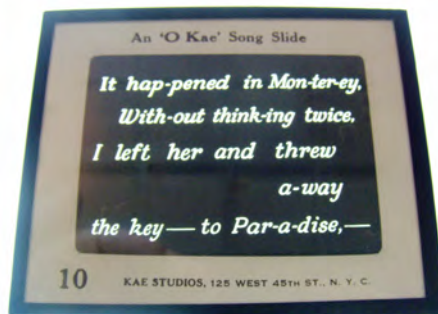 An 'O Kae' Song Slide
It hap-pened in Mon-ter-ey,
With-out think-ing twice,
I left her and threw
a-way
the key — to Par-a-dise, —
10 KAE STUDIOS, 125 WEST 45TH ST., N. Y. C.